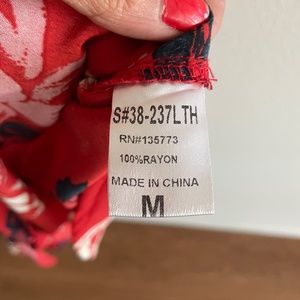 S#38-237LTH
RN#135773
100%RAYON
MADE IN CHINA
M